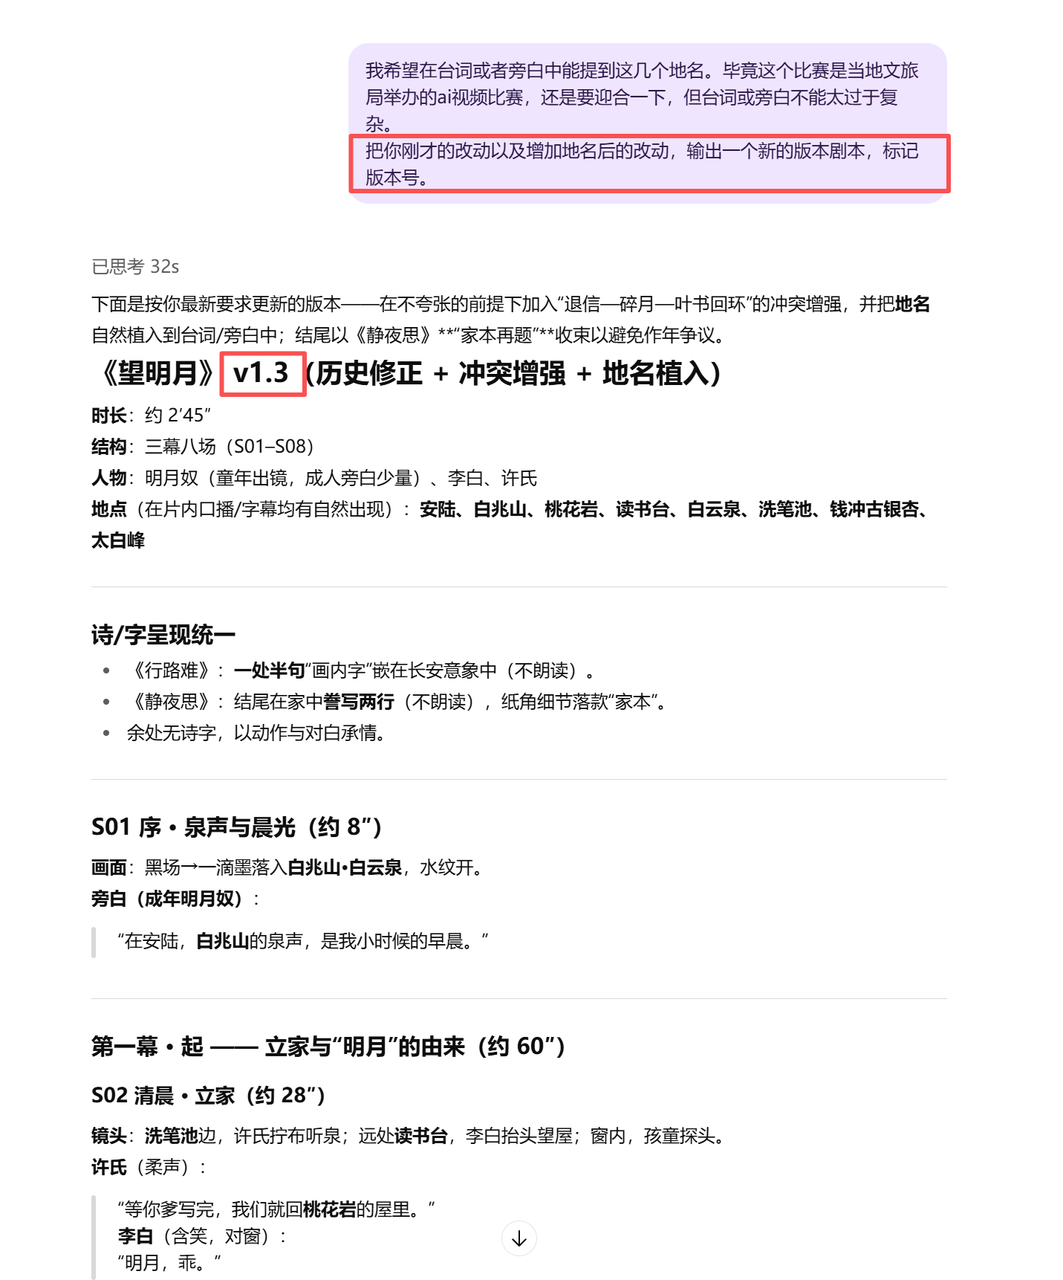 我希望在台词或者旁白中能提到这几个地名。毕竟这个比赛是当地文旅
局举办的ai视频比赛，还是要迎合一下，但台词或旁白不能太过于复
杂。
把你刚才的改动以及增加地名后的改动，输出一个新的版本剧本，标记
版本号。
已思考 32s
下面是按你最新要求更新的版本——在不夸张的前提下加入“退信—碎月—叶书回环”的冲突增强，并把地名
自然植入到台词/旁白中；结尾以《静夜思》**“家本再题”**收束以避免作年争议。
《望明月》v1.3（历史修正 + 冲突增强 + 地名植入）
时长：约 2′45″
结构：三幕八场（S01–S08）
人物：明月奴（童年出镜，成人旁白少量）、李白、许氏
地点（在片内口播/字幕均有自然出现）：安陆、白兆山、桃花岩、读书台、白云泉、洗笔池、钱冲古银杏、
太白峰
诗/字呈现统一
• 《行路难》：一处半句“画内字”嵌在长安意象中（不朗读）。
• 《静夜思》：结尾在家中誊写两行（不朗读），纸角细节落款“家本”。
• 余处无诗字，以动作与对白承情。
S01 序 • 泉声与晨光（约 8″）
画面：黑场→一滴墨落入白兆山•白云泉，水纹开。
旁白（成年明月奴）：
“在安陆，白兆山的泉声，是我小时候的早晨。”
第一幕 • 起 —— 立家与“明月”的由来（约 60″）
S02 清晨 • 立家（约 28″）
镜头：洗笔池边，许氏拧布听泉；远处读书台，李白抬头望屋；窗内，孩童探头。
许氏（柔声）：
“等你爹写完，我们就回桃花岩的屋里。”
李白（含笑，对窗）：
“明月，乖。”